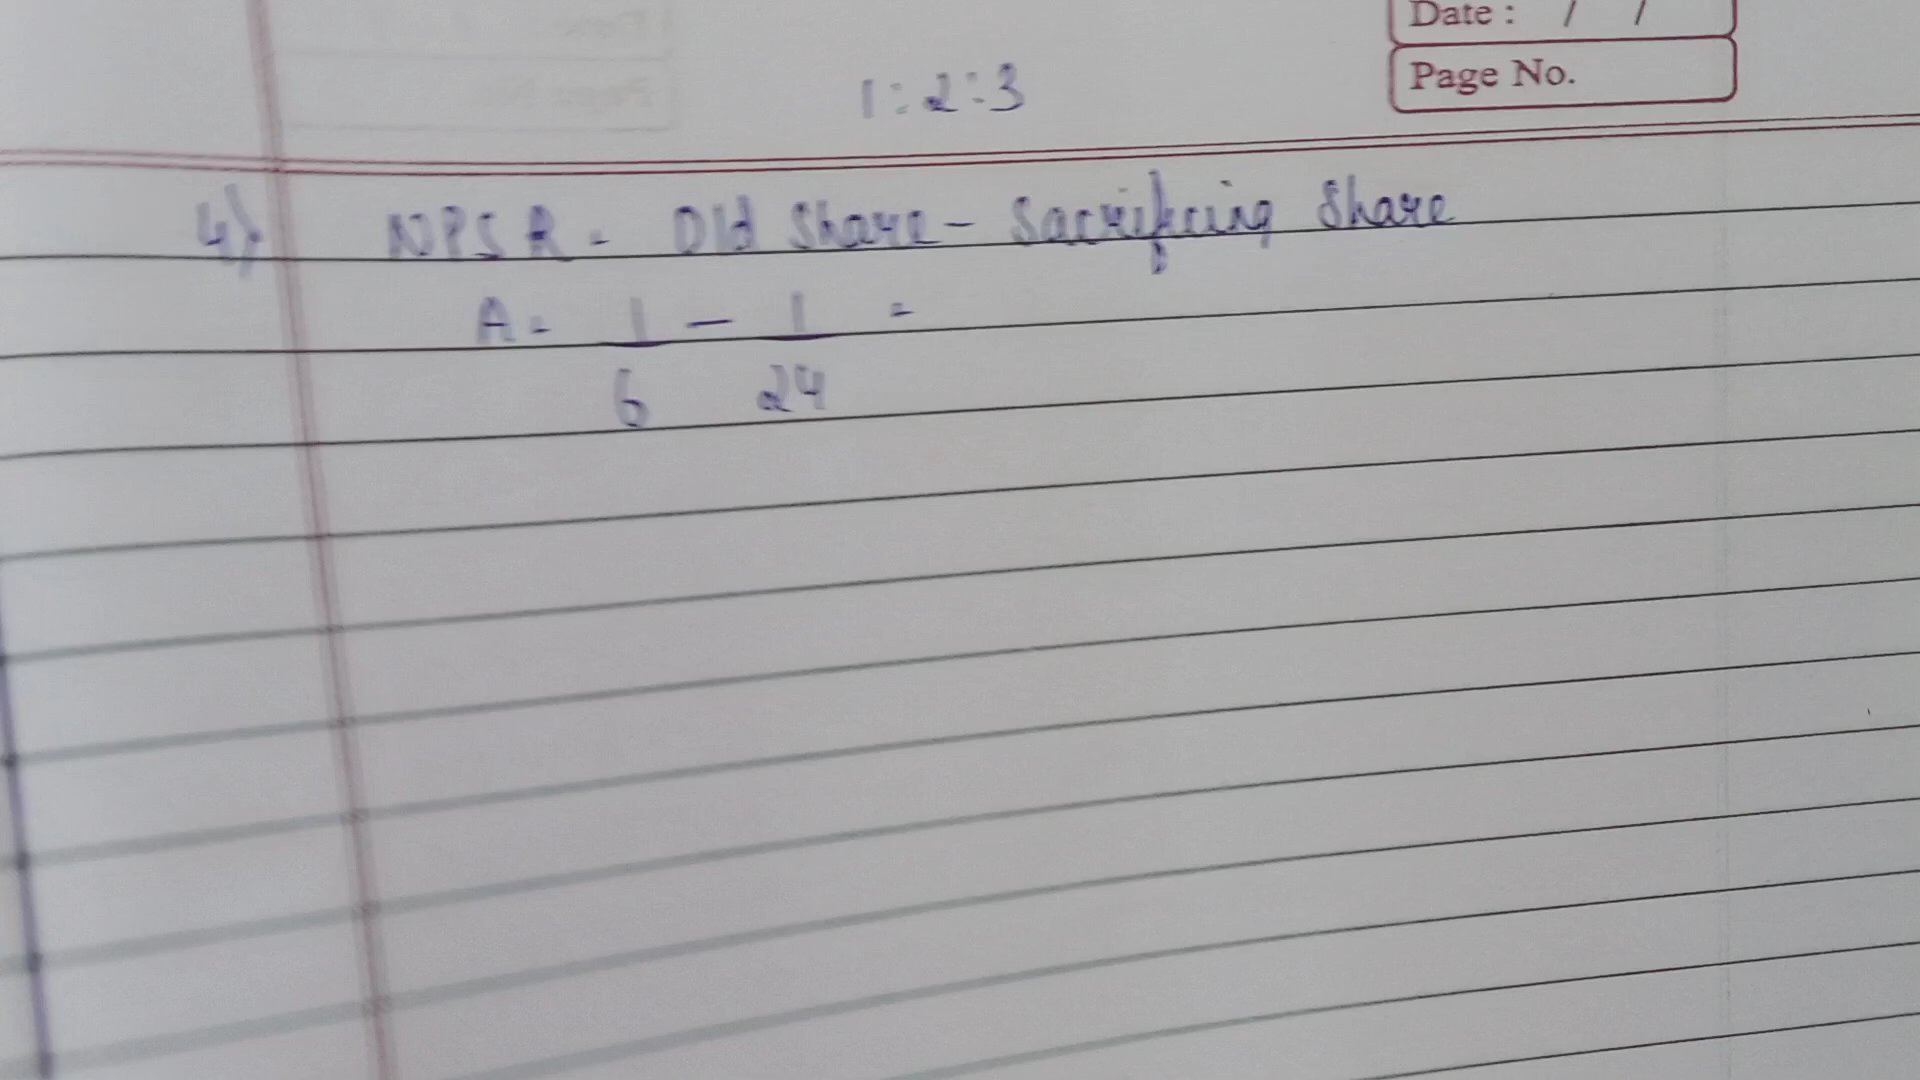 Date : / /
Page No.
1:2:3
4) NPSR = Old Share - Sacrificing Share
A = 1/6 - 1/24 =